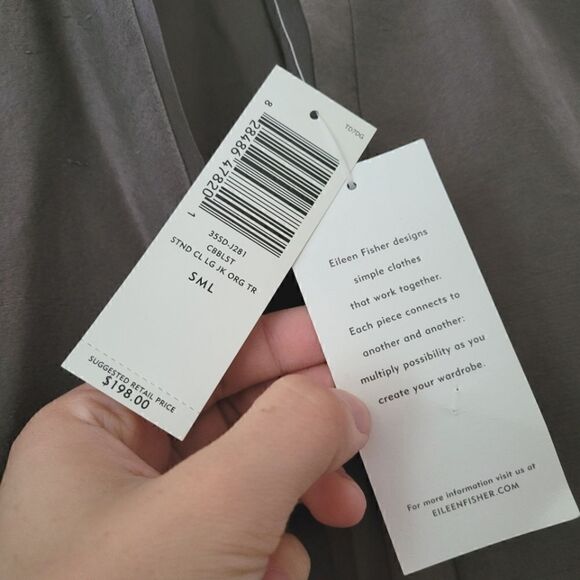 TD7DG
8 28486 47820 1
35SD-J281
CBBLST
STND CL LG JK ORG TR
SML
SUGGESTED RETAIL PRICE
$198.00
Eileen Fisher designs
simple clothes
that work together.
Each piece connects to
another and another:
multiply possibility as you
create your wardrobe.
For more information visit us at
EILEENFISHER.COM